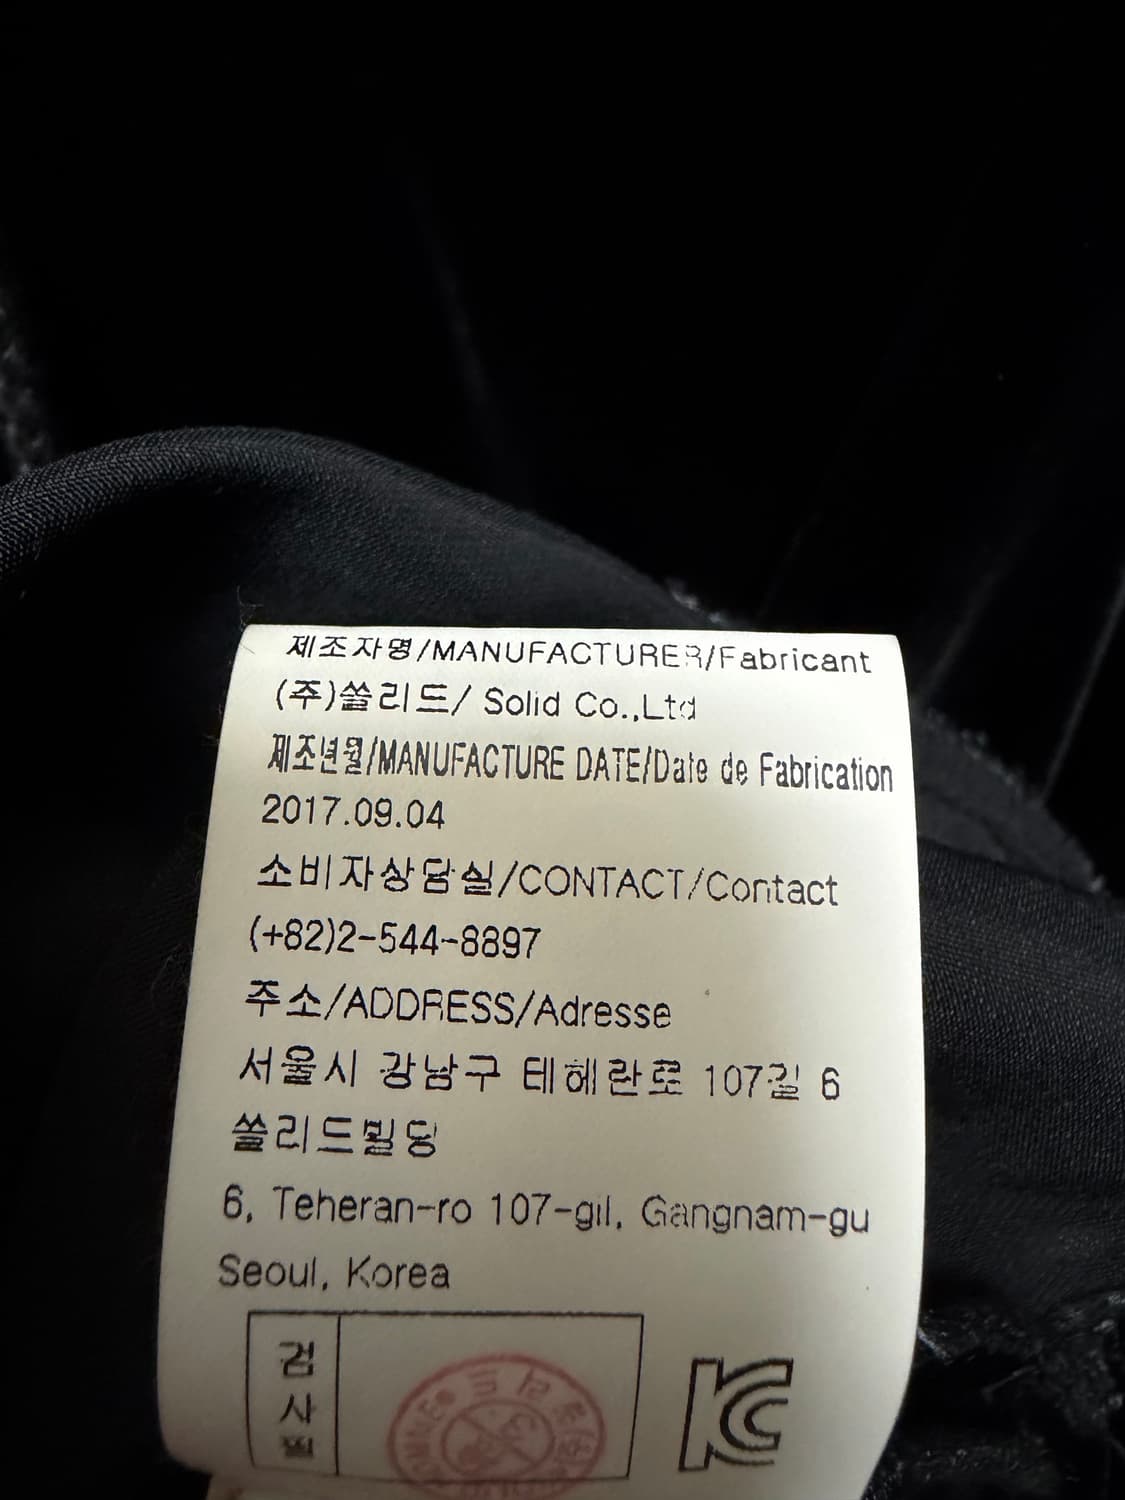 제조자명/MANUFACTURER/Fabricant
(주)쏠리드/ Solid Co.,Ltd
제조년월/MANUFACTURE DATE/Date de Fabrication
2017.09.04
소비자상담실/CONTACT/Contact
(+82)2-544-8897
주소/ADDRESS/Adresse
서울시 강남구 테헤란로 107길 6
쏠리드빌딩
6, Teheran-ro 107-gil, Gangnam-gu
Seoul, Korea
검
사
필
KC